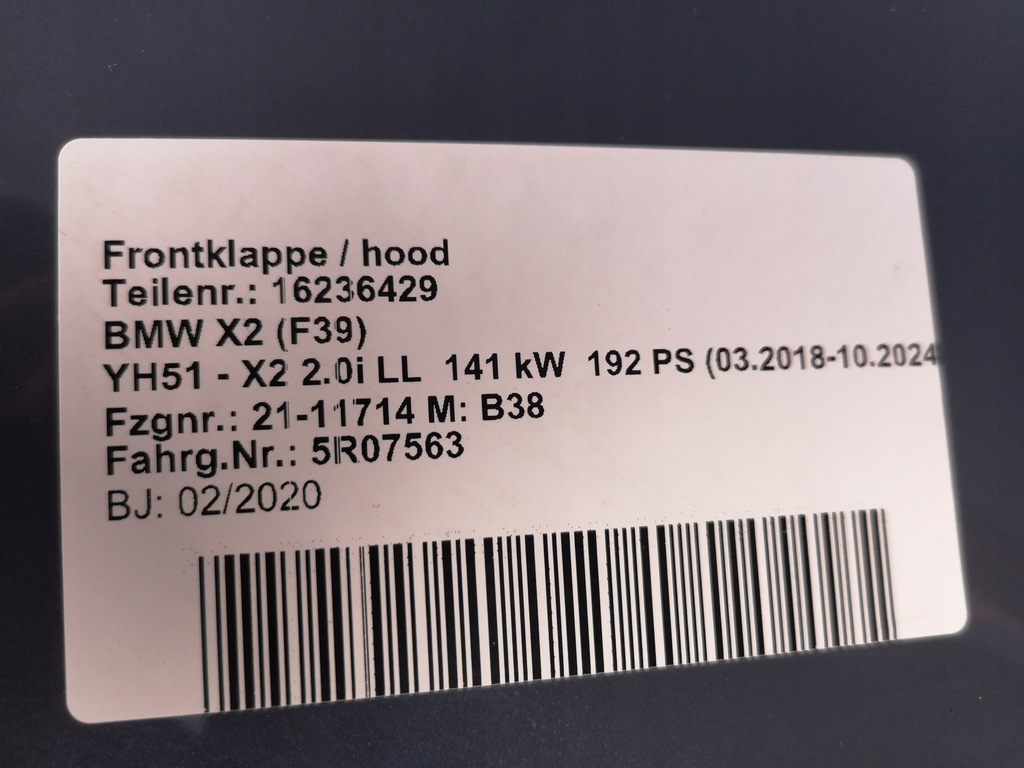 Frontklappe / hood
Teilenr.: 16236429
BMW X2 (F39)
YH51 - X2 2.0i LL 141 kW 192 PS (03.2018-10.2024
Fzgnr.: 21-11714 M: B38
Fahrg.Nr.: 5R07563
BJ: 02/2020